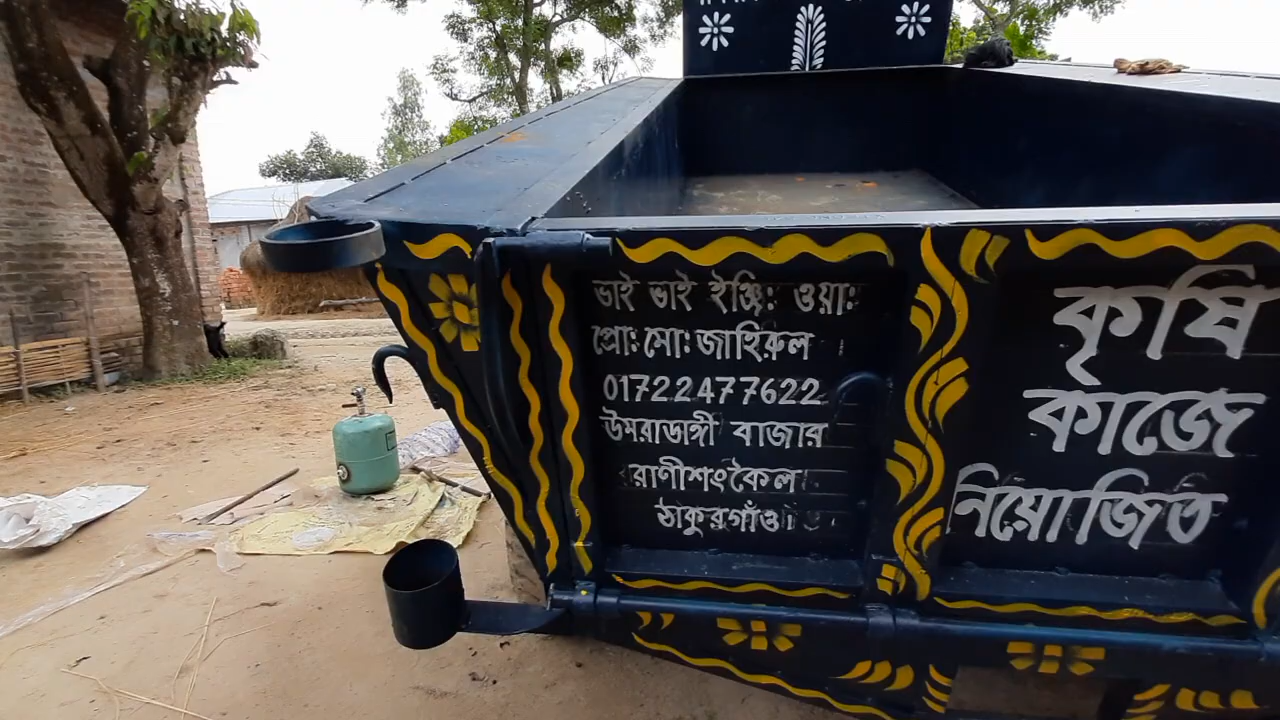 ভাই ভাই ইঞ্জিঃ ওয়াঃ
প্রোঃ মোঃ জাহিরুল
01722477622
উমরাডাঙ্গী বাজার
রাণীশংকৈল
ঠাকুরগাঁও।
কৃষি
কাজে
নিয়োজিত